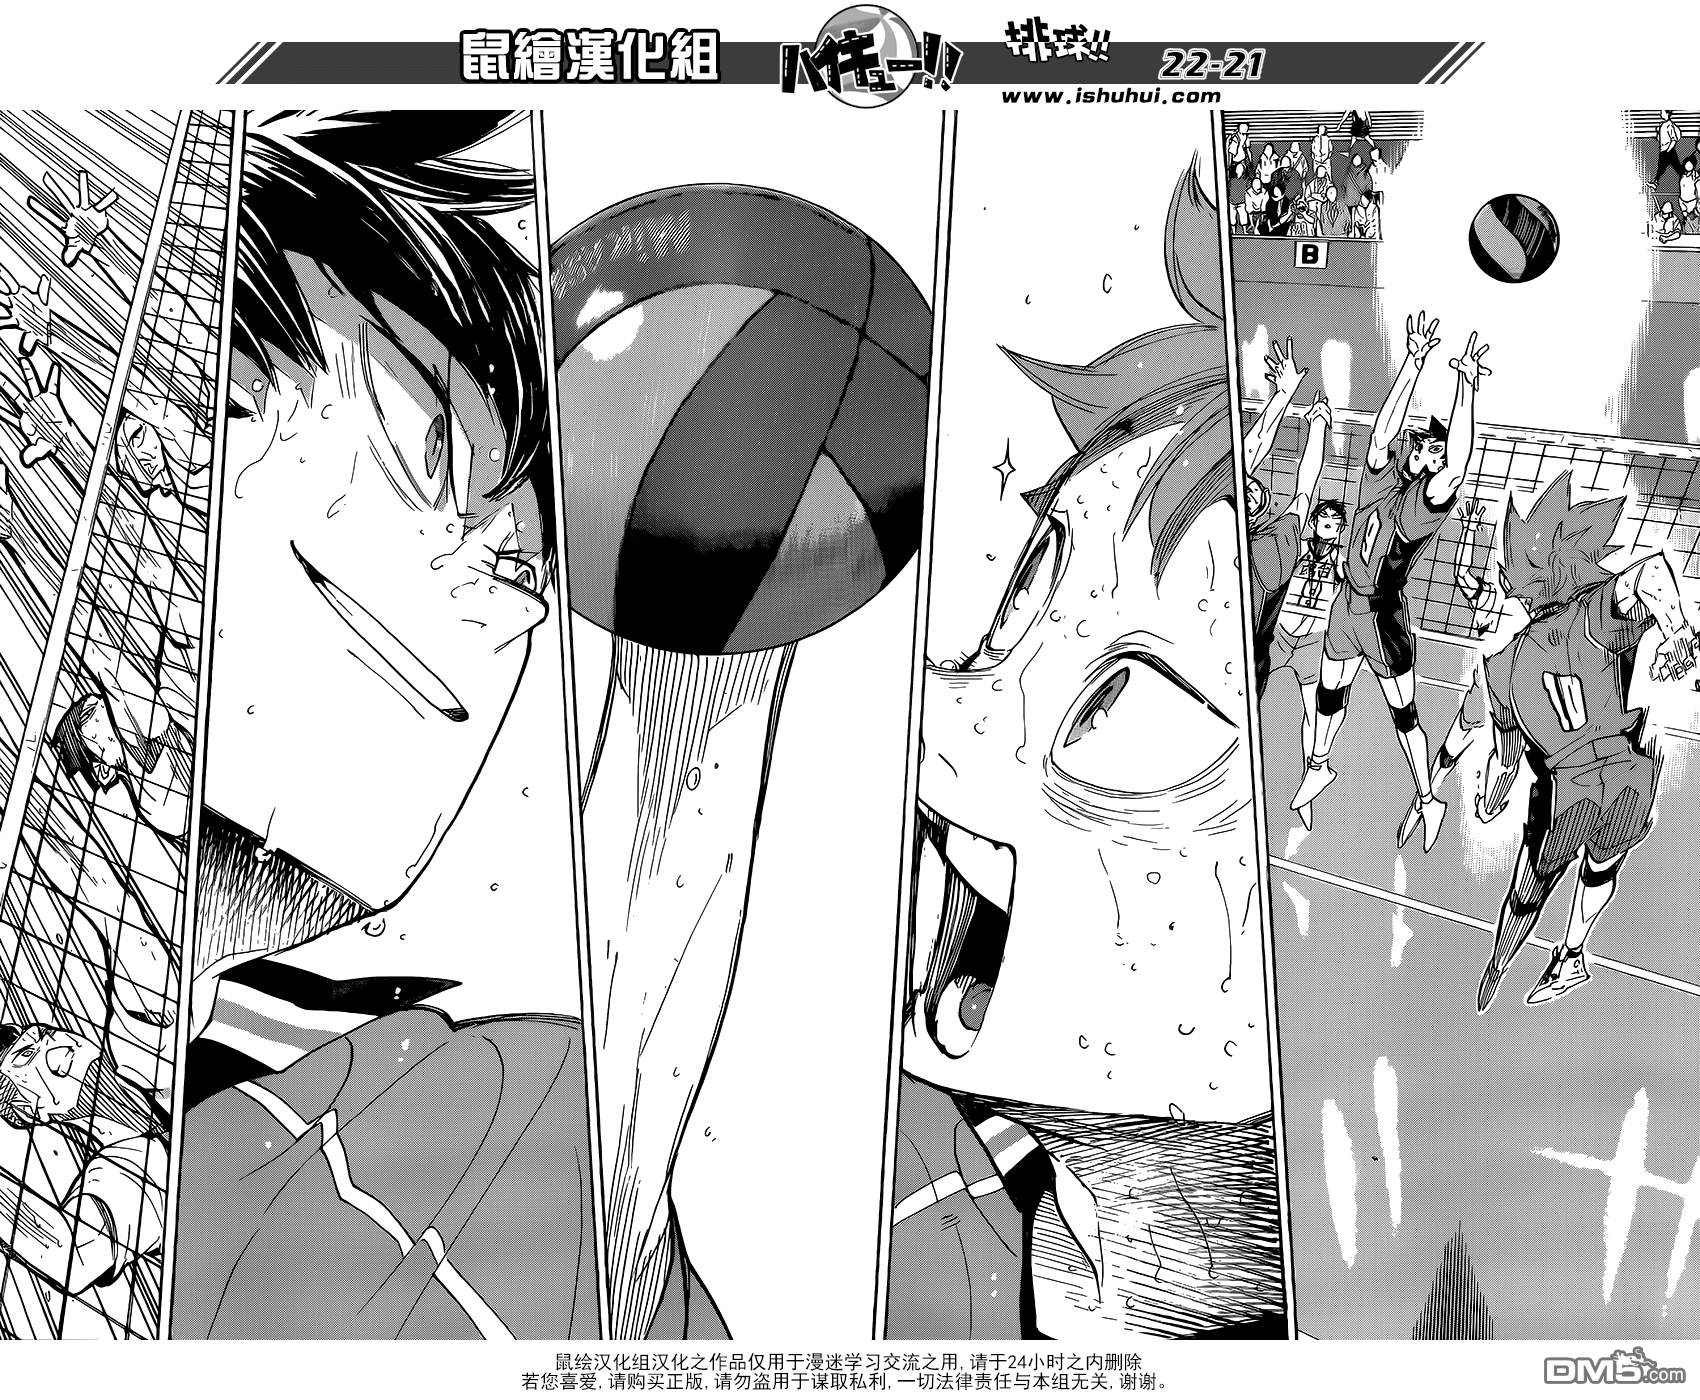 鼠繪漢化組
ハイキュー!!
排球!!
22-21
www.ishuhui.com
B
鼠绘汉化组汉化之作品仅用于漫迷学习交流之用,请于24小时之内删除
若您喜爱,请购买正版,请勿盗用于谋取私利,一切法律责任与本组无关,谢谢。
DM5.com